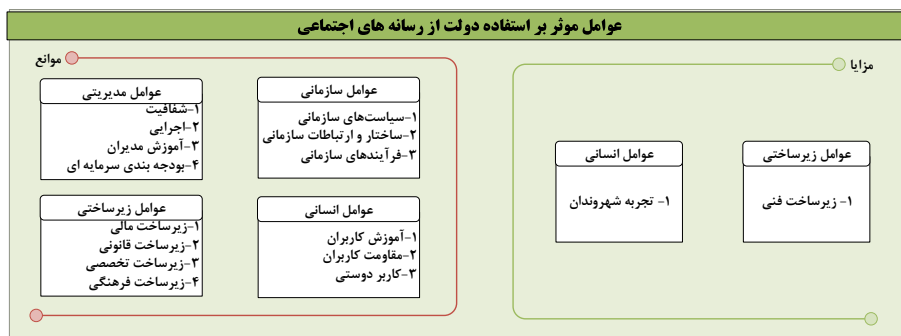 عوامل موثر بر استفاده دولت از رسانه های اجتماعی
مزایا
عوامل زیرساختی
۱- زیرساخت فنی
عوامل انسانی
۱- تجربه شهروندان
موانع
عوامل سازمانی
۱-سیاست‌های سازمانی
۲-ساختار و ارتباطات سازمانی
۳-فرآیندهای سازمانی
عوامل مدیریتی
۱-شفافیت
۲-اجرایی
۳-آموزش مدیران
۴-بودجه بندی سرمایه ای
عوامل انسانی
۱-آموزش کاربران
۲-مقاومت کاربران
۳-کاربر دوستی
عوامل زیرساختی
۱-زیرساخت مالی
۲-زیرساخت قانونی
۳-زیرساخت تخصصی
۴-زیرساخت فرهنگی